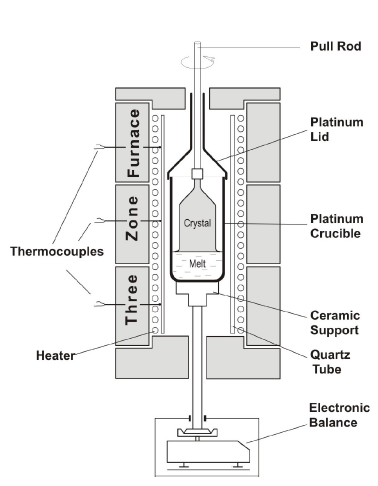 Pull Rod
Platinum
Lid
Furnace
Zone
Three
Crystal
Melt
Platinum
Crucible
Thermocouples
Ceramic
Support
Heater
Quartz
Tube
Electronic
Balance